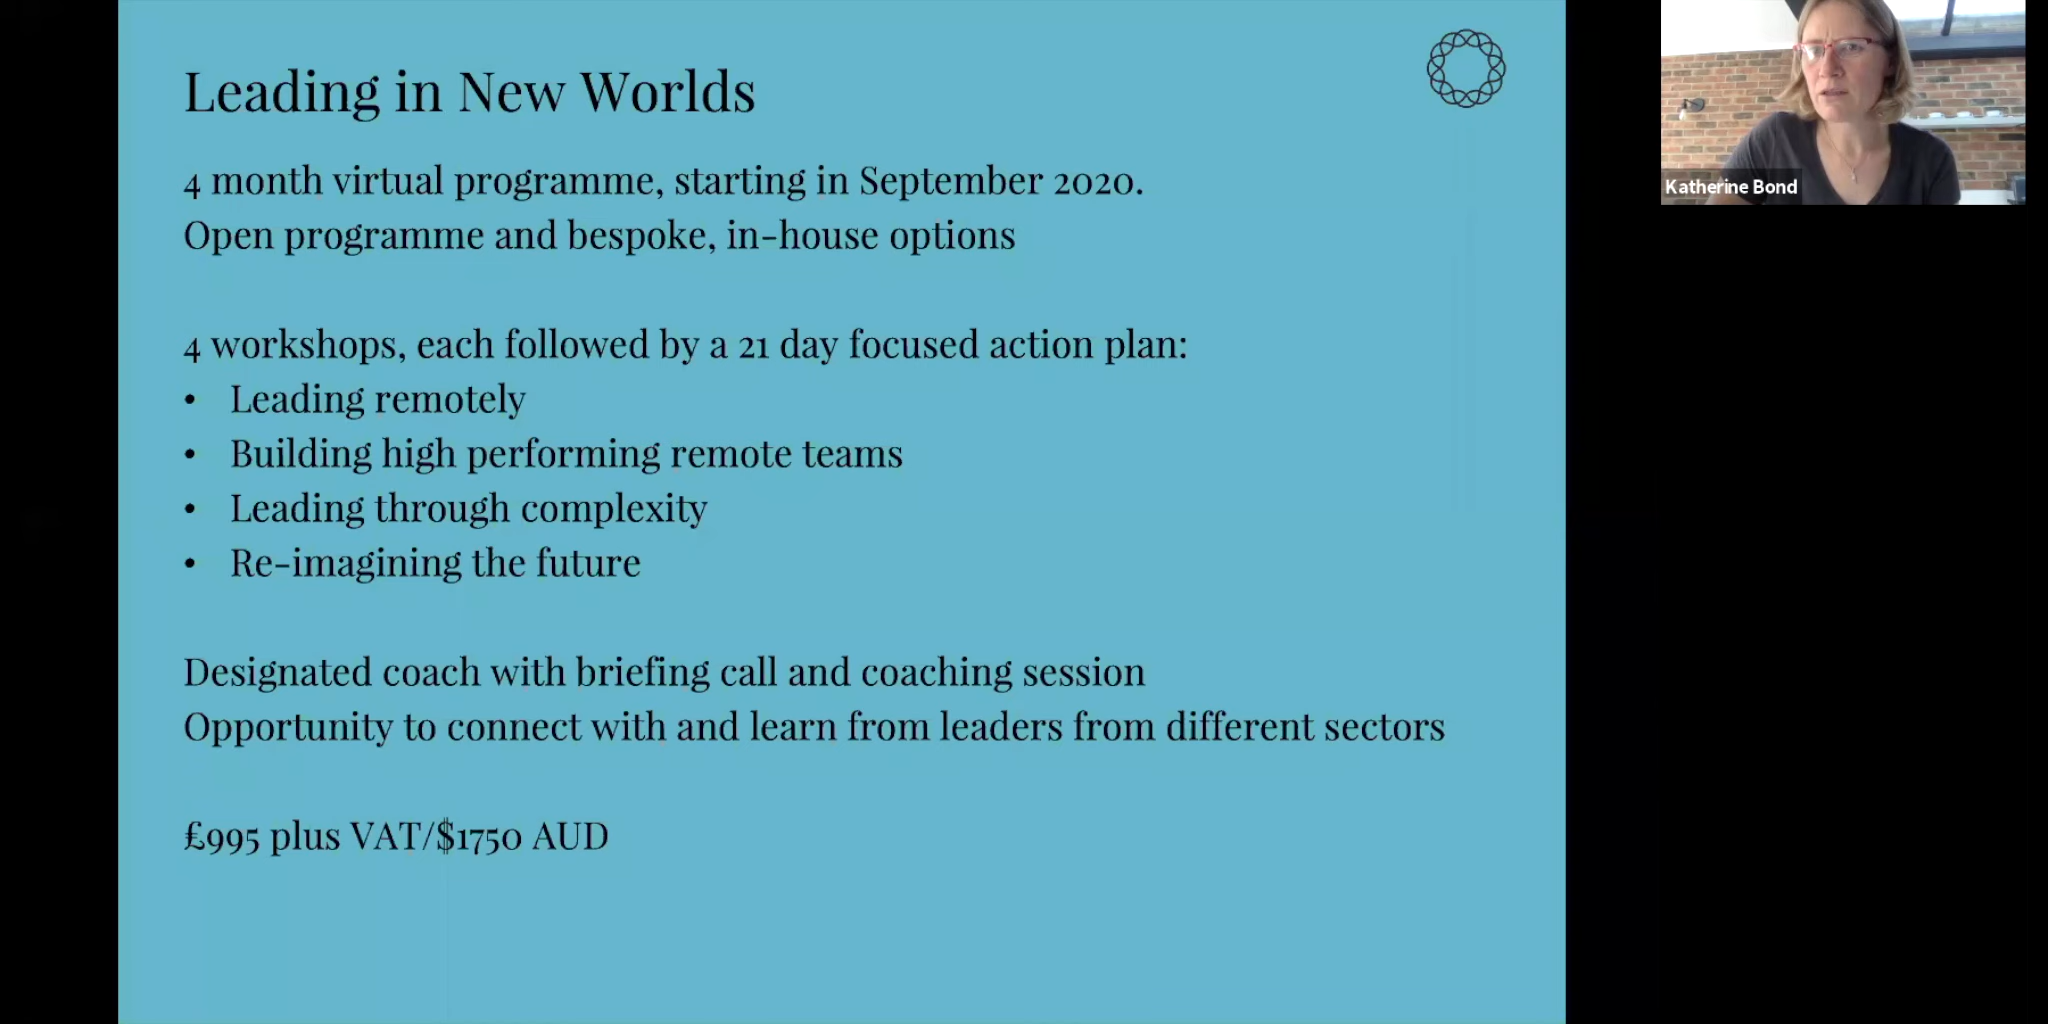 Leading in New Worlds
4 month virtual programme, starting in September 2020.
Open programme and bespoke, in-house options
4 workshops, each followed by a 21 day focused action plan:
• Leading remotely
• Building high performing remote teams
• Leading through complexity
• Re-imagining the future
Designated coach with briefing call and coaching session
Opportunity to connect with and learn from leaders from different sectors
£995 plus VAT/$1750 AUD
Katherine Bond